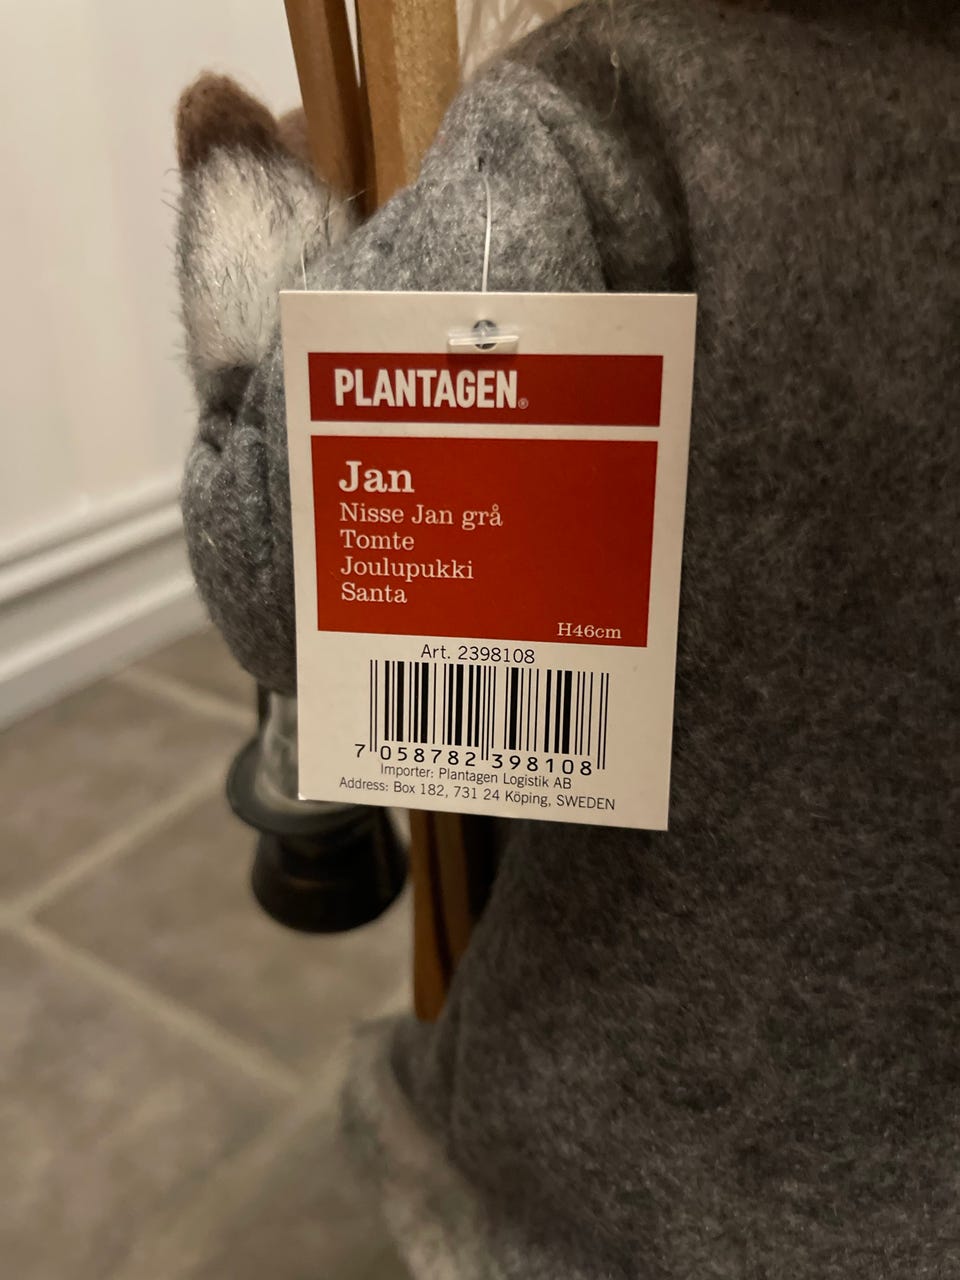 PLANTAGEN®
Jan
Nisse Jan grå
Tomte
Joulupukki
Santa
H46cm
Art. 2398108
7 058782 398108
Importer: Plantagen Logistik AB
Address: Box 182, 731 24 Köping, SWEDEN